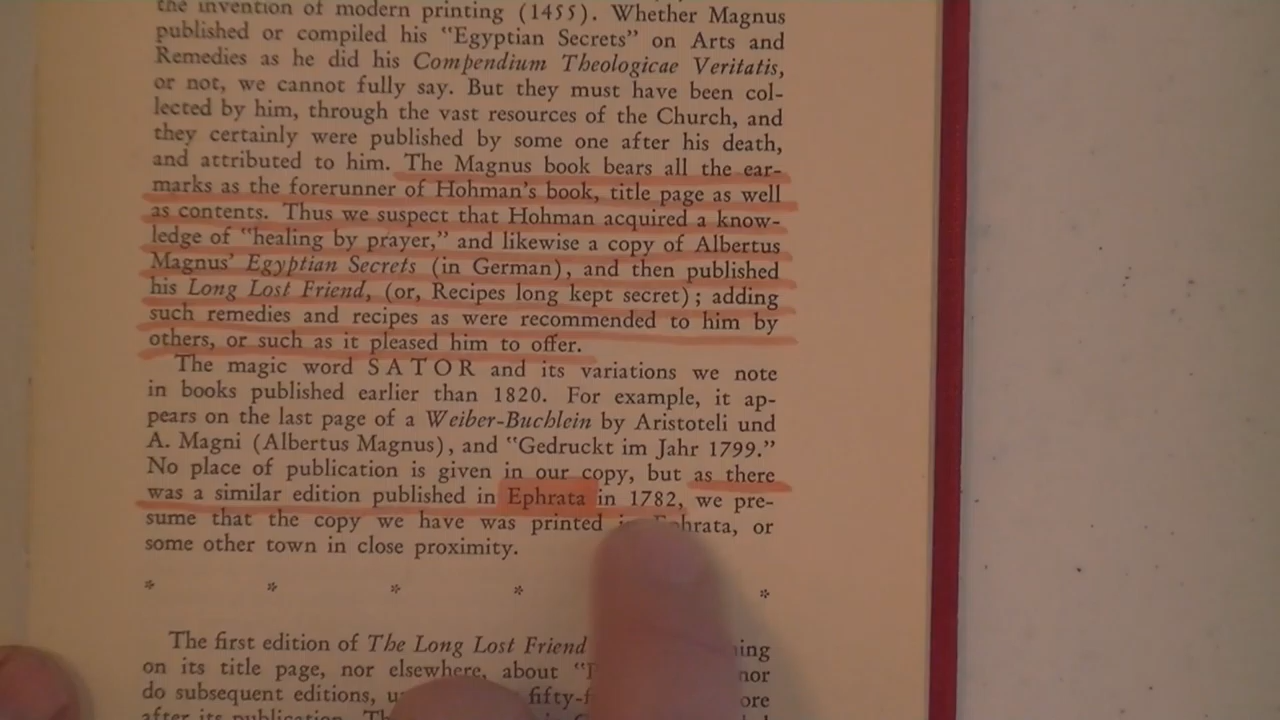 the invention of modern printing (1455). Whether Magnus
published or compiled his "Egyptian Secrets" on Arts and
Remedies as he did his Compendium Theologicae Veritatis,
or not, we cannot fully say. But they must have been col-
lected by him, through the vast resources of the Church, and
they certainly were published by some one after his death,
and attributed to him. The Magnus book bears all the ear-
marks as the forerunner of Hohman's book, title page as well
as contents. Thus we suspect that Hohman acquired a know-
ledge of "healing by prayer," and likewise a copy of Albertus
Magnus' Egyptian Secrets (in German), and then published
his Long Lost Friend, (or, Recipes long kept secret); adding
such remedies and recipes as were recommended to him by
others, or such as it pleased him to offer.
The magic word S A T O R and its variations we note
in books published earlier than 1820. For example, it ap-
pears on the last page of a Weiber-Buchlein by Aristoteli und
A. Magni (Albertus Magnus), and "Gedruckt im Jahr 1799."
No place of publication is given in our copy, but as there
was a similar edition published in Ephrata in 1782, we pre-
sume that the copy we have was printed in Ephrata, or
some other town in close proximity.
* * * * *
The first edition of The Long Lost Friend
on its title page, nor elsewhere, about
do subsequent editions,
after its publication.